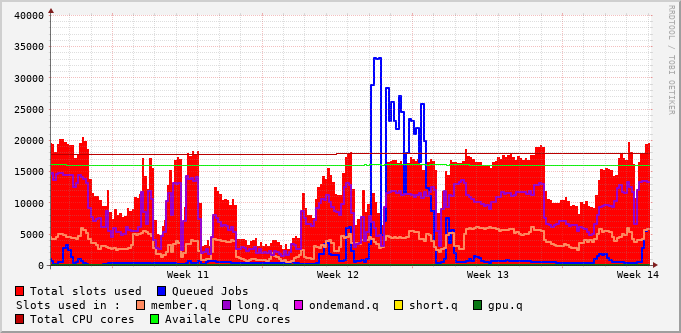 40000
35000
30000
25000
20000
15000
10000
5000
0
Week 11 Week 12 Week 13 Week 14
RRDTOOL / TOBI OETIKER
Total slots used Queued Jobs
Slots used in : member.q long.q ondemand.q short.q gpu.q
Total CPU cores Availale CPU cores